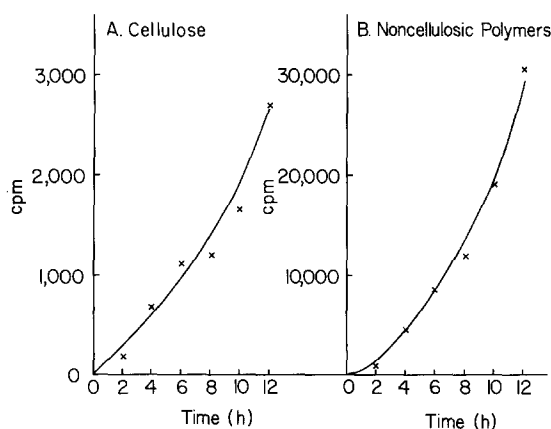 A. Cellulose
3,000
2,000
1,000
0
cpm
0 2 4 6 8 10 12
Time (h)
B. Noncellulosic Polymers
30,000
20,000
10,000
cpm
0 2 4 6 8 10 12
Time (h)